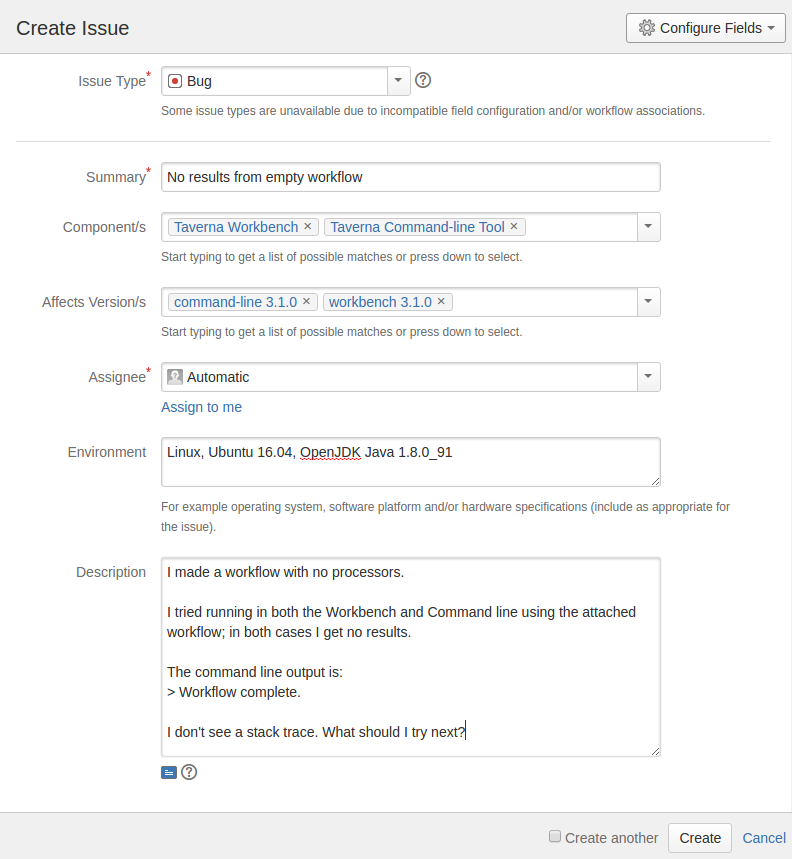 Create Issue
Configure Fields
Issue Type*
Bug
Some issue types are unavailable due to incompatible field configuration and/or workflow associations.
Summary*
No results from empty workflow
Component/s
Taverna Workbench ×
Taverna Command-line Tool ×
Start typing to get a list of possible matches or press down to select.
Affects Version/s
command-line 3.1.0 ×
workbench 3.1.0 ×
Start typing to get a list of possible matches or press down to select.
Assignee*
Automatic
Assign to me
Environment
Linux, Ubuntu 16.04, OpenJDK Java 1.8.0_91
For example operating system, software platform and/or hardware specifications (include as appropriate for
the issue).
Description
I made a workflow with no processors.
I tried running in both the Workbench and Command line using the attached
workflow; in both cases I get no results.
The command line output is:
> Workflow complete.
I don't see a stack trace. What should I try next?
Create another
Create
Cancel